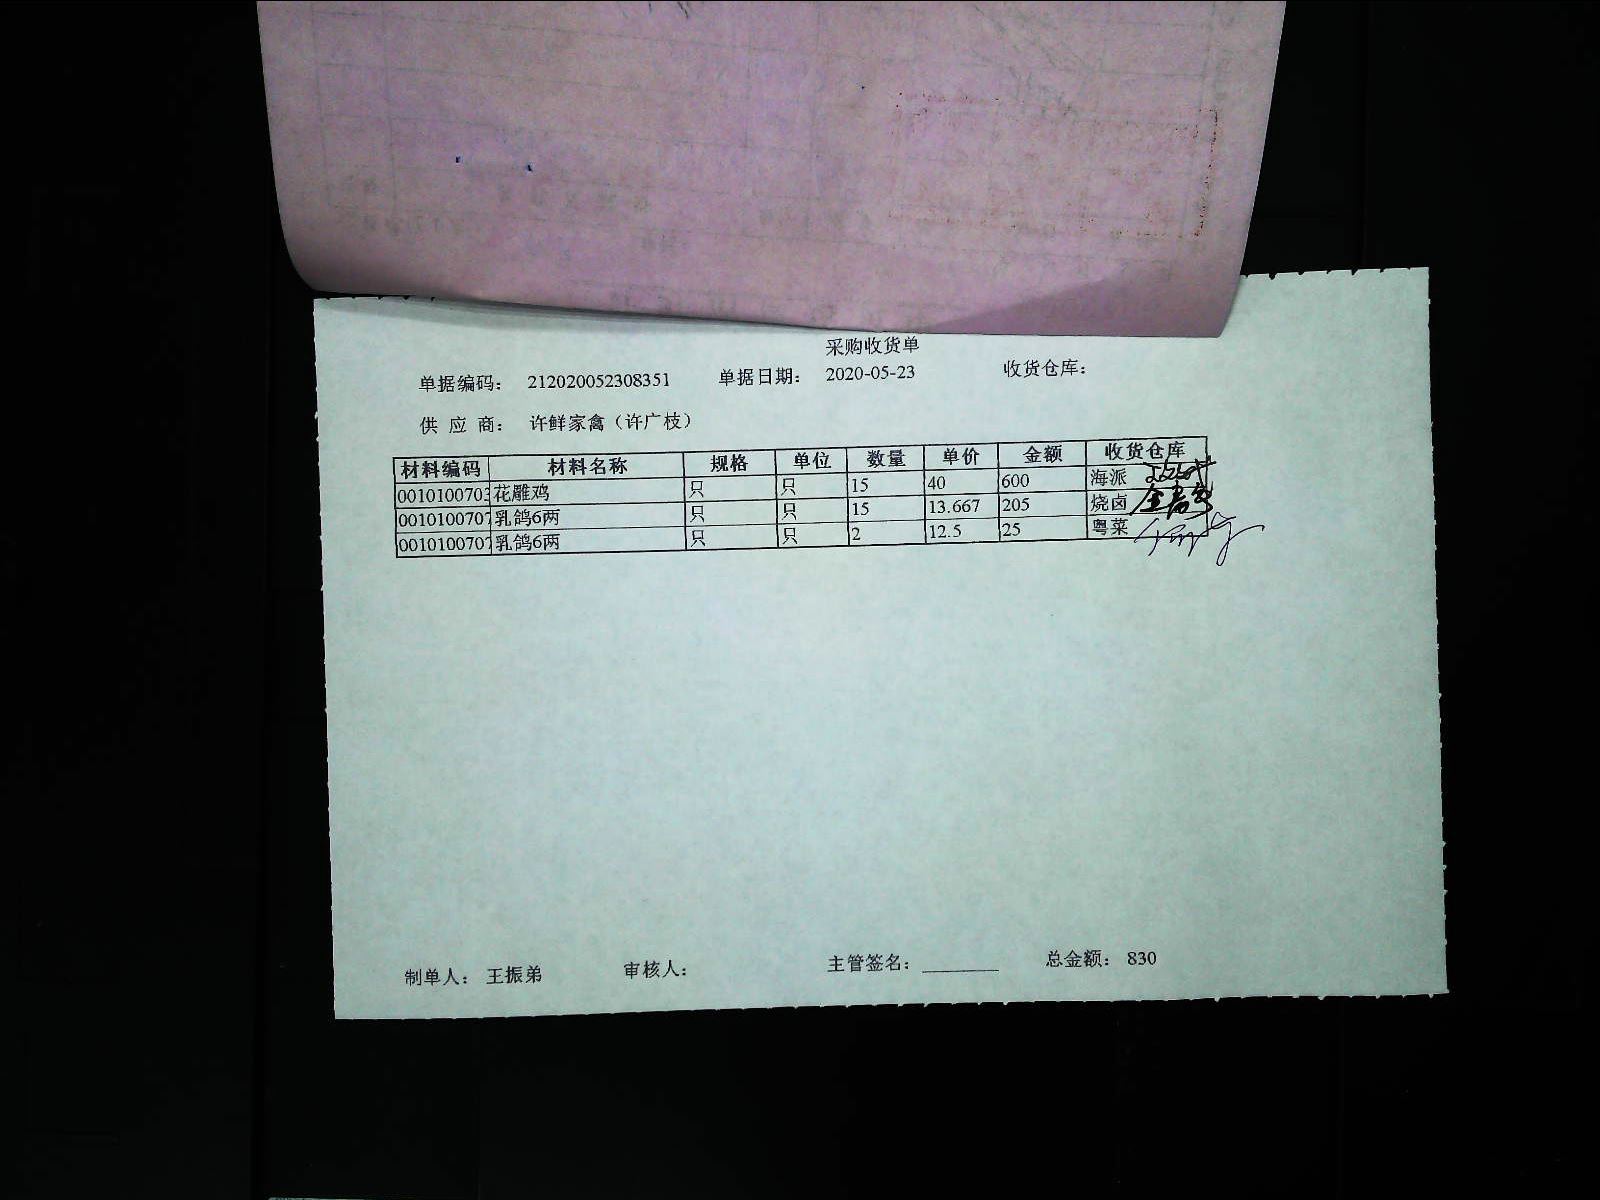 采购收货单
单据编码： 212020052308351 单据日期： 2020-05-23 收货仓库：
供 应 商： 许鲜家禽（许广枝）
材料编码 材料名称 规格 单位 数量 单价 金额 收货仓库
0010100703 花雕鸡 只 只 15 40 600 海派
0010100707 乳鸽6两 只 只 15 13.667 205 烧卤
0010100707 乳鸽6两 只 只 2 12.5 25 粤菜
制单人： 王振弟 审核人： 主管签名： ________ 总金额： 830